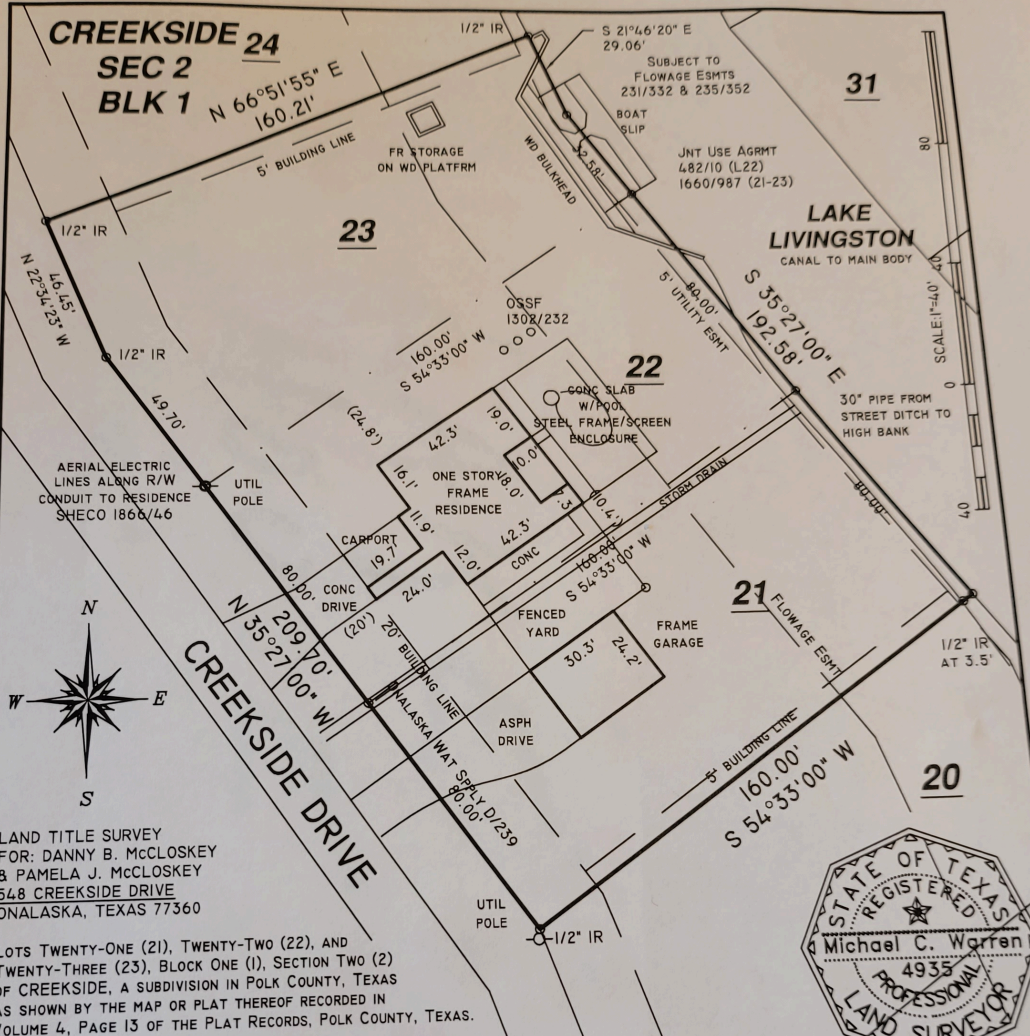 CREEKSIDE
SEC 2
BLK 1
24
N 66°51'55" E
160.21'
5' BUILDING LINE
1/2" IR
S 21°46'20" E
29.06'
SUBJECT TO
FLOWAGE ESMTS
231/332 & 235/352
31
BOAT
SLIP
FR STORAGE
ON WD PLATFRM
WD BULKHEAD
32.58'
JNT USE AGRMT
482/10 (L22)
1660/987 (21-23)
80
LAKE
LIVINGSTON
CANAL TO MAIN BODY
40
1/2" IR
23
46.45'
N 22°34'23" W
S 35°27'00" E
192.58'
80.00'
5' UTILITY ESMT
SCALE:1"=40'
OSSF
1302/232
160.00'
S 54°33'00" W
1/2" IR
22
0
30" PIPE FROM
STREET DITCH TO
HIGH BANK
49.70'
CONC SLAB
W/POOL
STEEL FRAME/SCREEN
ENCLOSURE
(24.8')
42.3'
19.0'
10.0'
18.0'
7.3
16.1'
ONE STORY
FRAME
RESIDENCE
AERIAL ELECTRIC
LINES ALONG R/W
CONDUIT TO RESIDENCE
SHECO 1866/46
UTIL
POLE
STORM DRAIN
80.00'
40
11.9'
(10.4')
42.3'
CARPORT
19.7'
12.0'
CONC
160.00'
S 54°33'00" W
80.00'
CONC
DRIVE
24.0'
(20')
20' BUILDING LINE
FENCED
YARD
21
FLOWAGE ESMT
FRAME
GARAGE
30.3'
24.2'
1/2" IR
AT 3.5'
N
W
E
S
209.70'
N 35°27'00" W
CREEKSIDE DRIVE
ONALASKA WAT SPPLY D/239
80.00'
ASPH
DRIVE
5' BUILDING LINE
160.00'
S 54°33'00" W
20
UTIL
POLE
1/2" IR
LAND TITLE SURVEY
FOR: DANNY B. McCLOSKEY
& PAMELA J. McCLOSKEY
548 CREEKSIDE DRIVE
ONALASKA, TEXAS 77360
LOTS TWENTY-ONE (21), TWENTY-TWO (22), AND
TWENTY-THREE (23), BLOCK ONE (1), SECTION TWO (2)
OF CREEKSIDE, A SUBDIVISION IN POLK COUNTY, TEXAS
AS SHOWN BY THE MAP OR PLAT THEREOF RECORDED IN
VOLUME 4, PAGE 13 OF THE PLAT RECORDS, POLK COUNTY, TEXAS.
STATE OF TEXAS
REGISTERED
Michael C. Warren
4935
PROFESSIONAL
LAND SURVEYOR